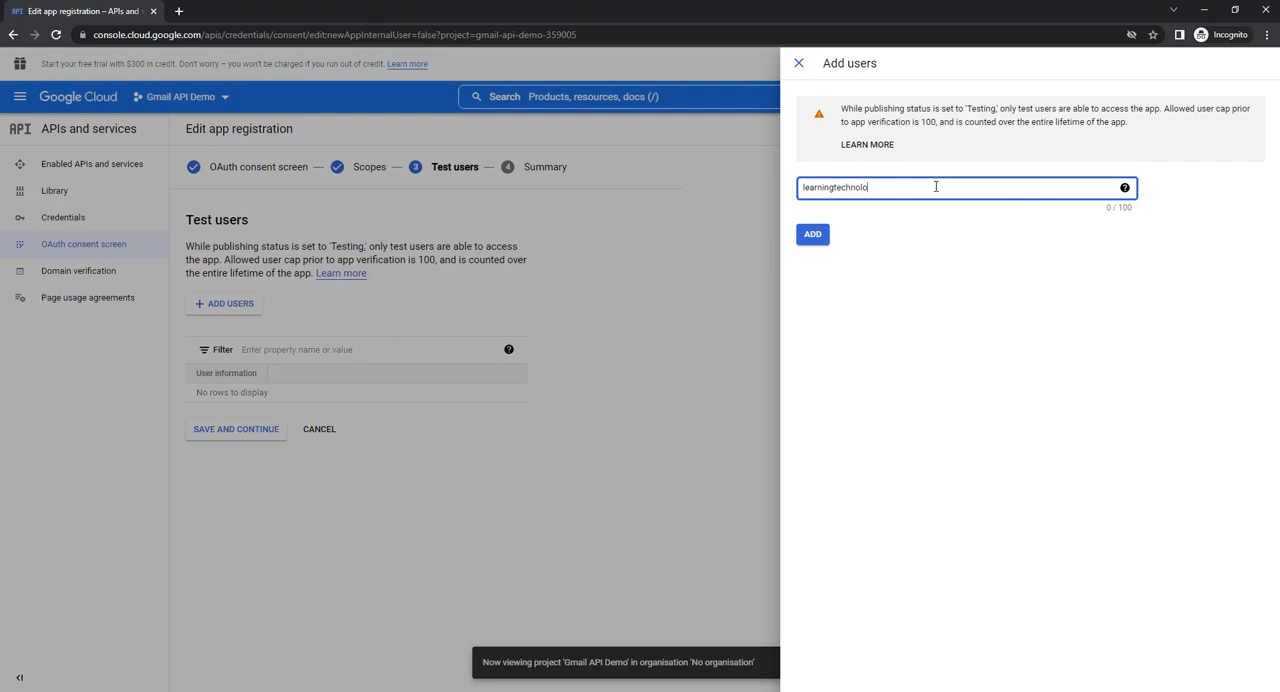 API Edit app registration – APIs and s
console.cloud.google.com/apis/credentials/consent/edit;newAppInternalUser=false?project=gmail-api-demo-359005
Incognito
Start your free trial with $300 in credit. Don't worry – you won't be charged if you run out of credit. Learn more
Google Cloud
Gmail API Demo
Search Products, resources, docs (/)
API APIs and services
Enabled APIs and services
Library
Credentials
OAuth consent screen
Domain verification
Page usage agreements
Edit app registration
OAuth consent screen — Scopes — 3 Test users — 4 Summary
Test users
While publishing status is set to 'Testing,' only test users are able to access
the app. Allowed user cap prior to app verification is 100, and is counted over
the entire lifetime of the app. Learn more
+ ADD USERS
Filter Enter property name or value
User information
No rows to display
SAVE AND CONTINUE CANCEL
Now viewing project 'Gmail API Demo' in organisation 'No organisation'
Add users
While publishing status is set to 'Testing,' only test users are able to access the app. Allowed user cap prior
to app verification is 100, and is counted over the entire lifetime of the app.
LEARN MORE
learningtechnolo
0 / 100
ADD